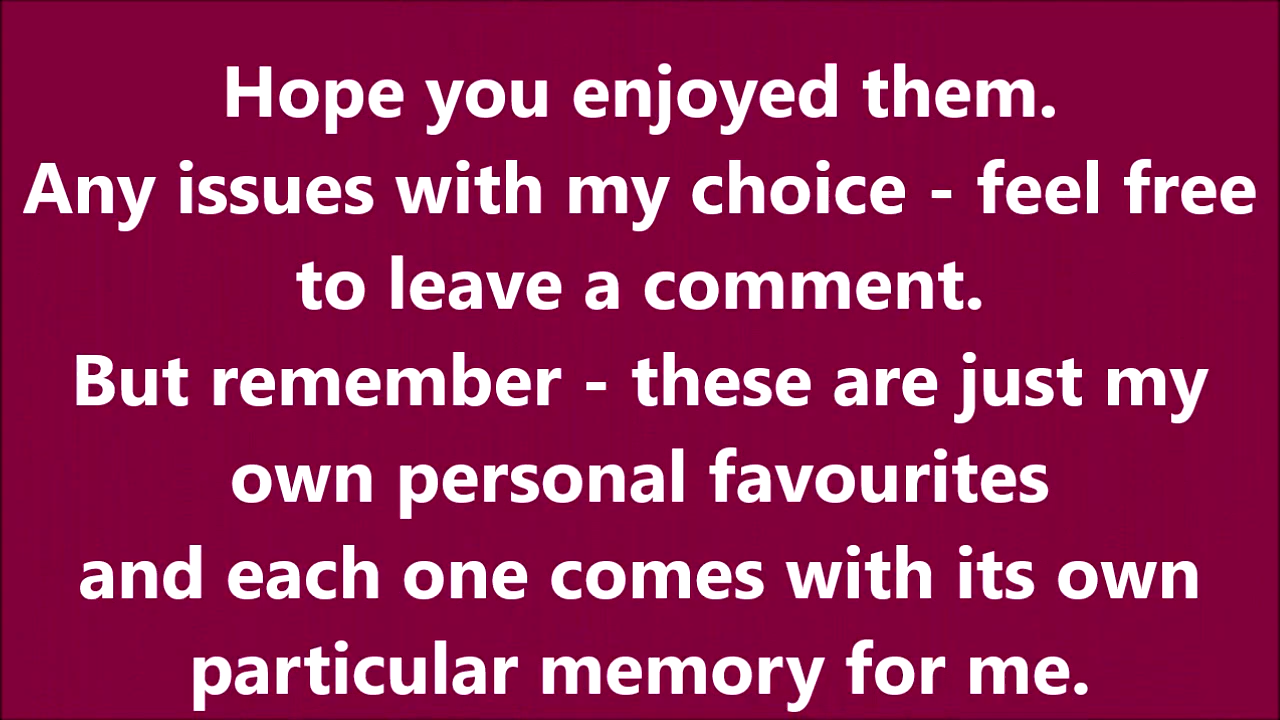 Hope you enjoyed them.
Any issues with my choice - feel free
to leave a comment.
But remember - these are just my
own personal favourites
and each one comes with its own
particular memory for me.